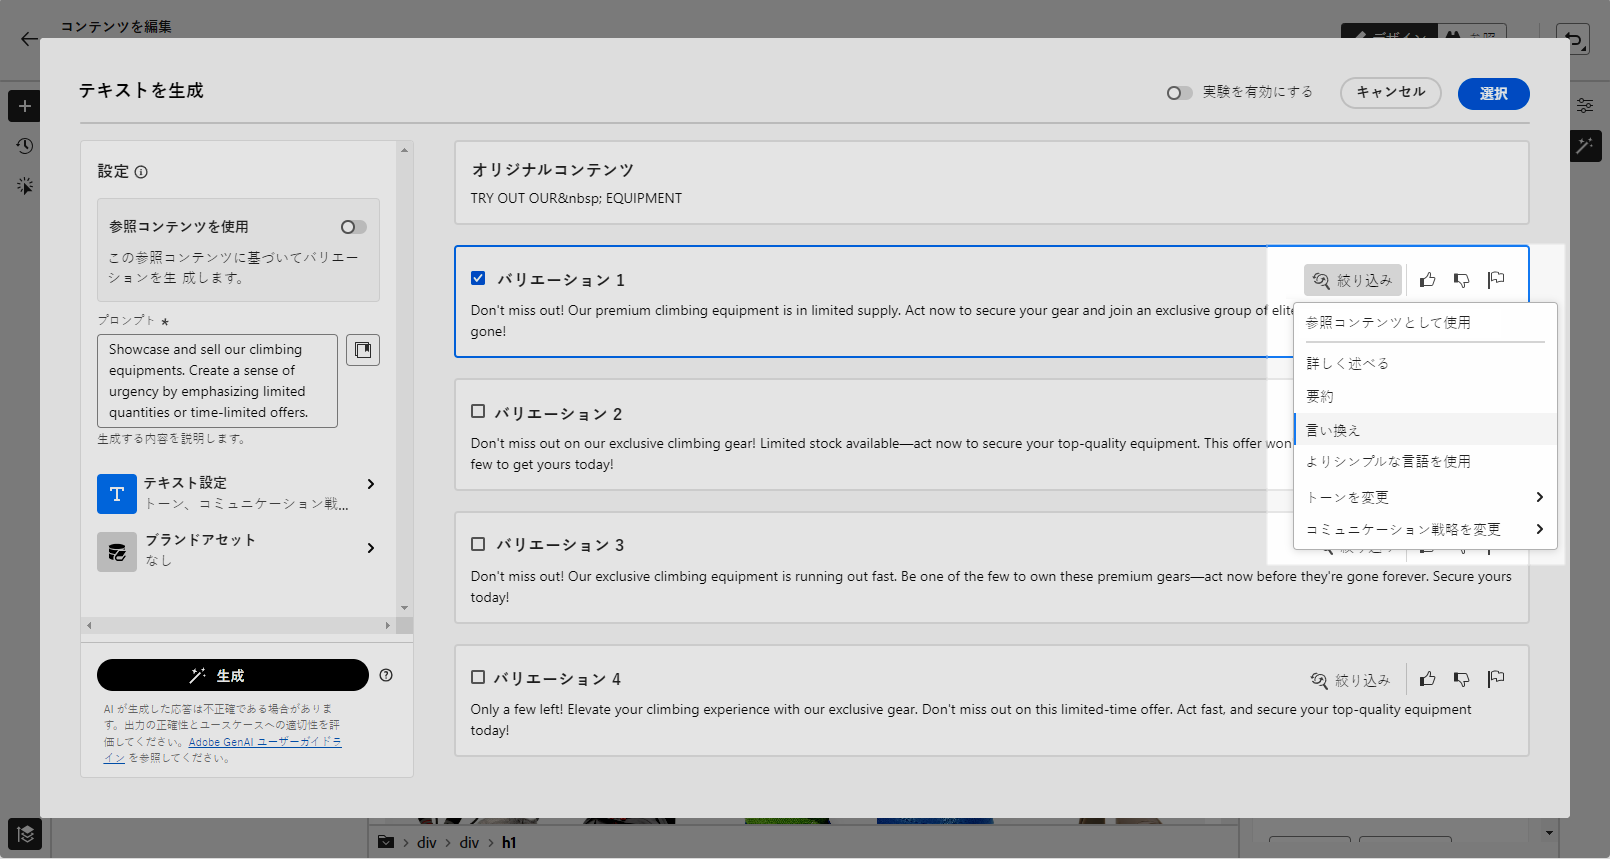 コンテンツを編集
デザイン
参照
テキストを生成
実験を有効にする
キャンセル
選択
設定
参照コンテンツを使用
この参照コンテンツに基づいてバリエー
ションを生 成します。
プロンプト *
Showcase and sell our climbing
equipments. Create a sense of
urgency by emphasizing limited
quantities or time-limited offers.
生成する内容を説明します。
テキスト設定
トーン、コミュニケーション戦...
ブランドアセット
なし
生成
AI が生成した応答は不正確である場合がありま
す。出力の正確性とユースケースへの適切性を評
価してください。Adobe GenAI ユーザーガイドラ
イン を参照してください。
オリジナルコンテンツ
TRY OUT OUR&nbsp; EQUIPMENT
バリエーション 1
絞り込み
Don't miss out! Our premium climbing equipment is in limited supply. Act now to secure your gear and join an exclusive group of elite
gone!
参照コンテンツとして使用
詳しく述べる
要約
言い換え
よりシンプルな言語を使用
トーンを変更
コミュニケーション戦略を変更
バリエーション 2
Don't miss out on our exclusive climbing gear! Limited stock available—act now to secure your top-quality equipment. This offer won
few to get yours today!
バリエーション 3
絞り込み
Don't miss out! Our exclusive climbing equipment is running out fast. Be one of the few to own these premium gears—act now before they're gone forever. Secure yours
today!
バリエーション 4
絞り込み
Only a few left! Elevate your climbing experience with our exclusive gear. Don't miss out on this limited-time offer. Act fast, and secure your top-quality equipment
today!
div > div > h1